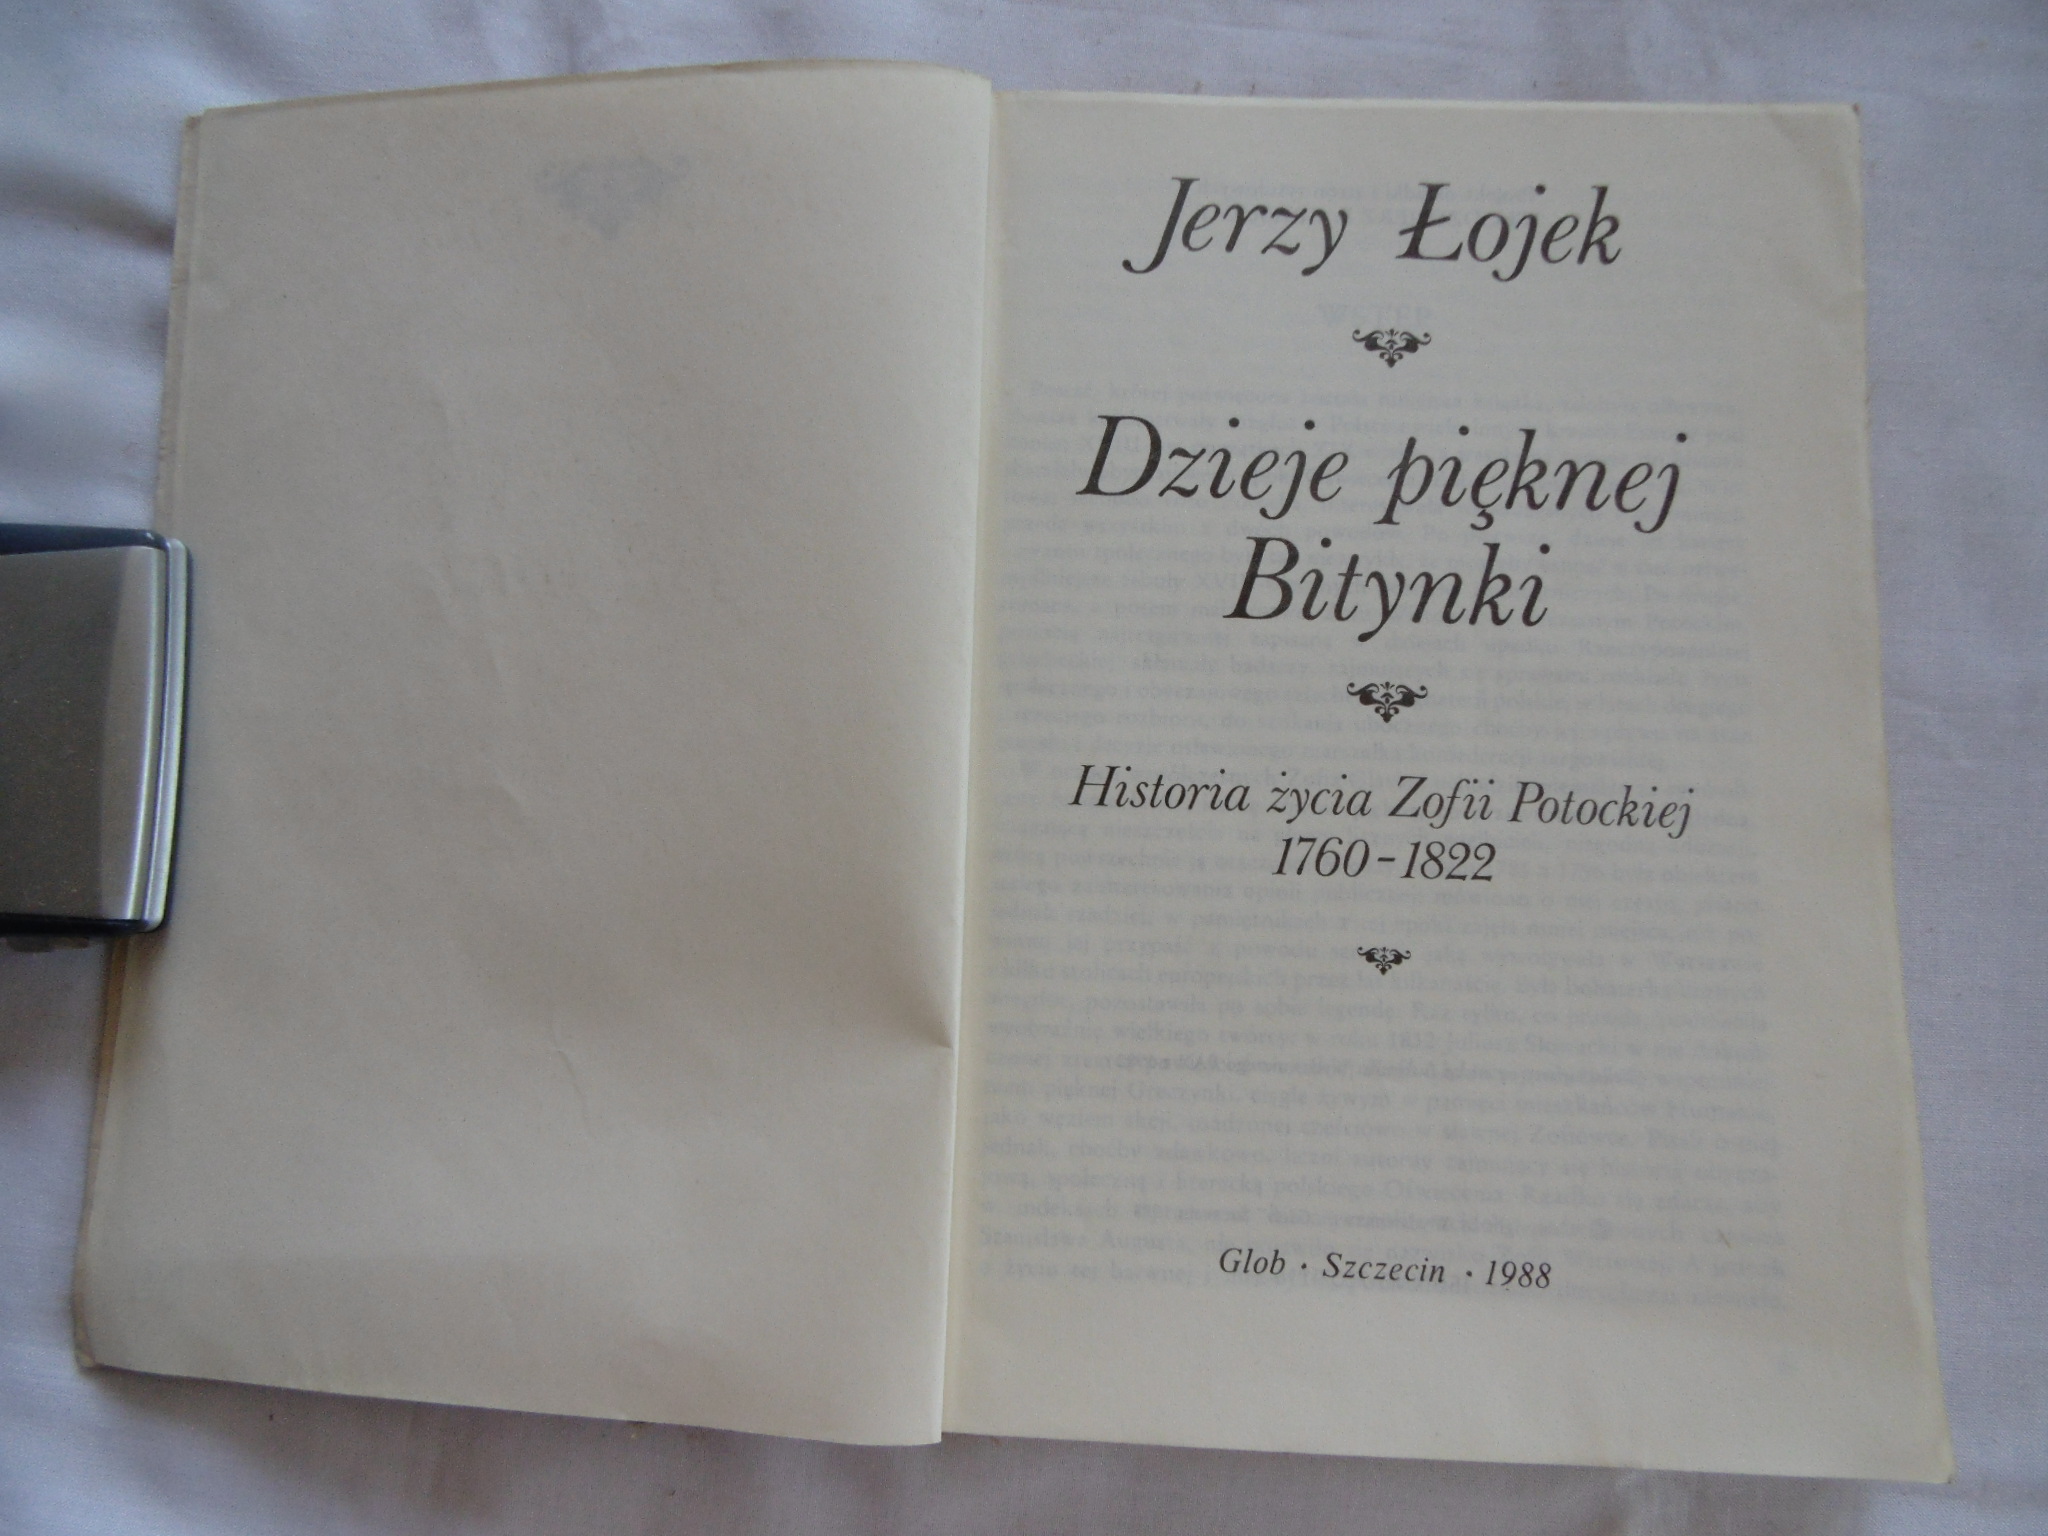 Jerzy Łojek
Dzieje pięknej
Bitynki
Historia życia Zofii Potockiej
1760-1822
Glob • Szczecin • 1988